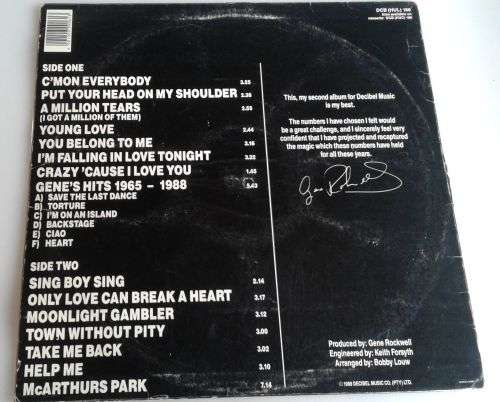 DCB (HUL) 166
SIDE ONE
C'MON EVERYBODY 3.25
PUT YOUR HEAD ON MY SHOULDER 2.26
A MILLION TEARS
(I GOT A MILLION OF THEM)
YOUNG LOVE 2.44
YOU BELONG TO ME 3.16
I'M FALLING IN LOVE TONIGHT 3.22
CRAZY 'CAUSE I LOVE YOU
GENE'S HITS 1965 – 1988 5.43
A) SAVE THE LAST DANCE
B) TORTURE
C) I'M ON AN ISLAND
D) BACKSTAGE
E) CIAO
F) HEART
SIDE TWO
SING BOY SING 2.14
ONLY LOVE CAN BREAK A HEART 3.17
MOONLIGHT GAMBLER 3.12
TOWN WITHOUT PITY 3.00
TAKE ME BACK 3.02
HELP ME 3.10
McARTHURS PARK 7.14
This, my second album for Decibel Music
is my best.
The numbers I have chosen I felt would
be a great challenge, and I sincerely feel very
confident that I have projected and recaptured
the magic which these numbers have held
for all these years.
Gene Rockwell
Produced by: Gene Rockwell
Engineered by: Keith Forsyth
Arranged by: Bobby Louw
© 1988 DECIBEL MUSIC CO. (PTY) LTD.